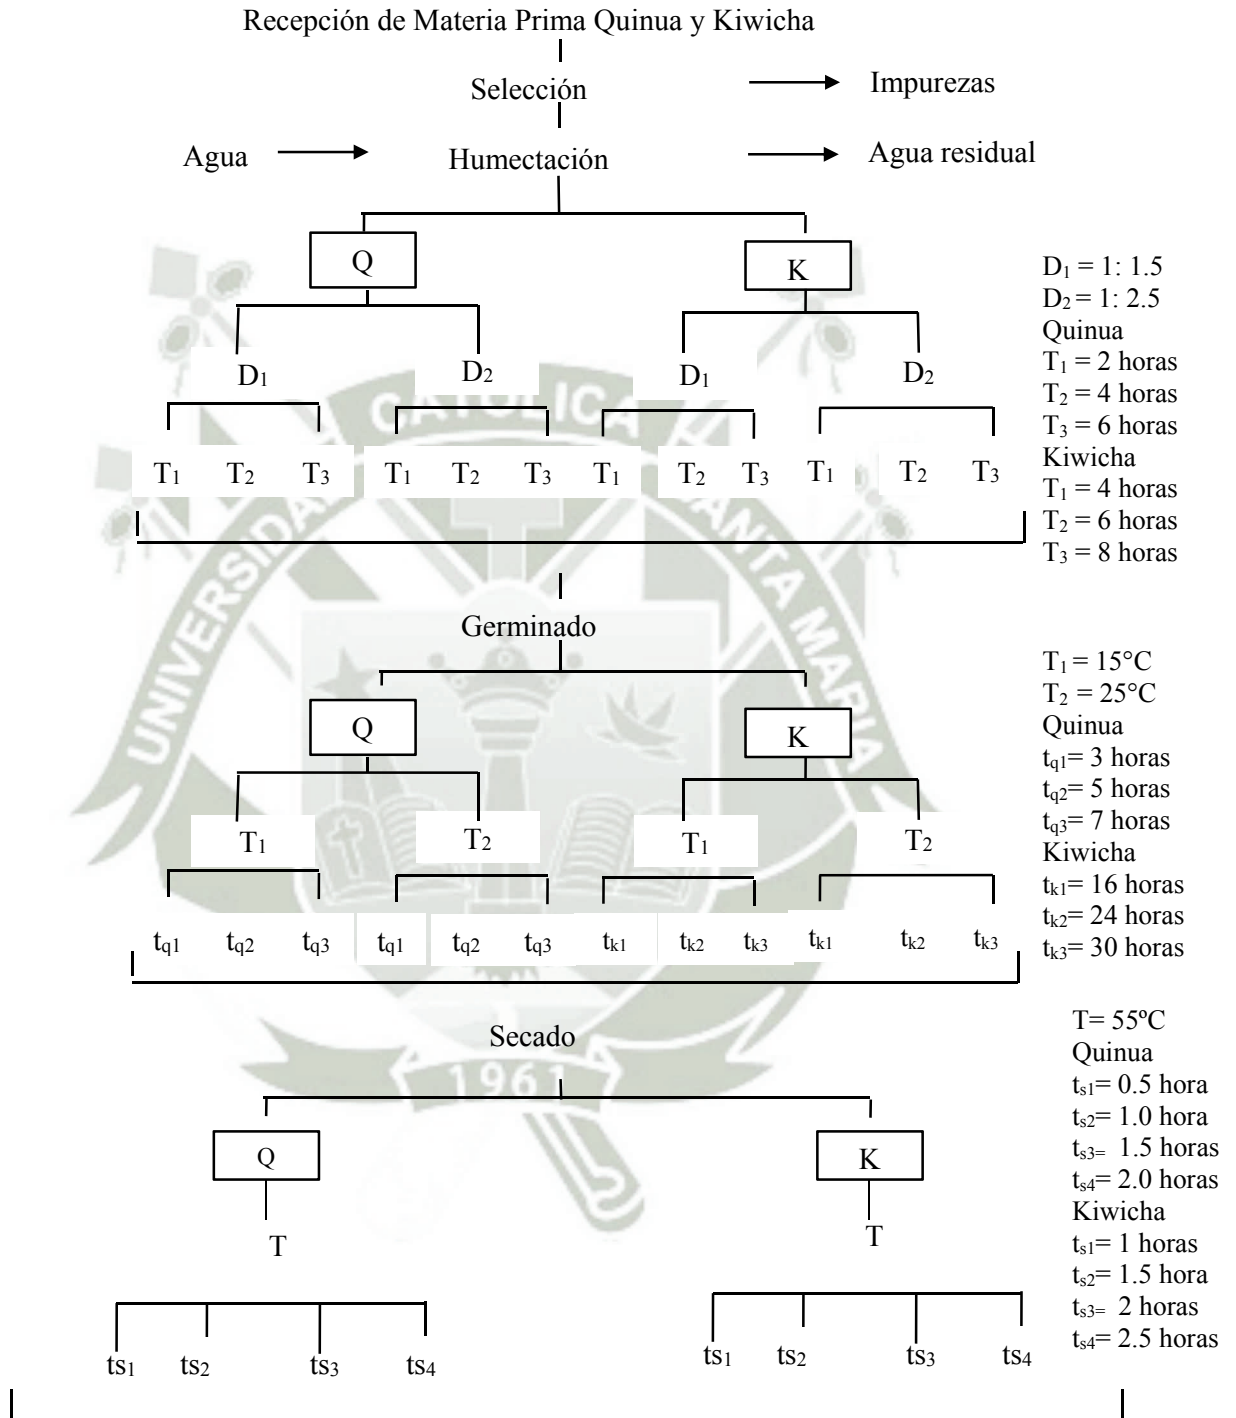 Recepción de Materia Prima Quinua y Kiwicha
Selección
Impurezas
Agua
Humectación
Agua residual
Q
K
D1
D2
D1
D2
T1 T2 T3 T1 T2 T3 T1 T2 T3 T1 T2 T3
D1 = 1: 1.5
D2 = 1: 2.5
Quinua
T1 = 2 horas
T2 = 4 horas
T3 = 6 horas
Kiwicha
T1 = 4 horas
T2 = 6 horas
T3 = 8 horas
Germinado
Q
K
T1
T2
T1
T2
tq1 tq2 tq3 tq1 tq2 tq3 tk1 tk2 tk3 tk1 tk2 tk3
T1 = 15°C
T2 = 25°C
Quinua
tq1= 3 horas
tq2= 5 horas
tq3= 7 horas
Kiwicha
tk1= 16 horas
tk2= 24 horas
tk3= 30 horas
Secado
Q
K
T
T
ts1 ts2 ts3 ts4
ts1 ts2 ts3 ts4
T= 55ºC
Quinua
ts1= 0.5 hora
ts2= 1.0 hora
ts3= 1.5 horas
ts4= 2.0 horas
Kiwicha
ts1= 1 horas
ts2= 1.5 hora
ts3= 2 horas
ts4= 2.5 horas
UNIVERSIDAD CATOLICA SANTA MARIA
1961